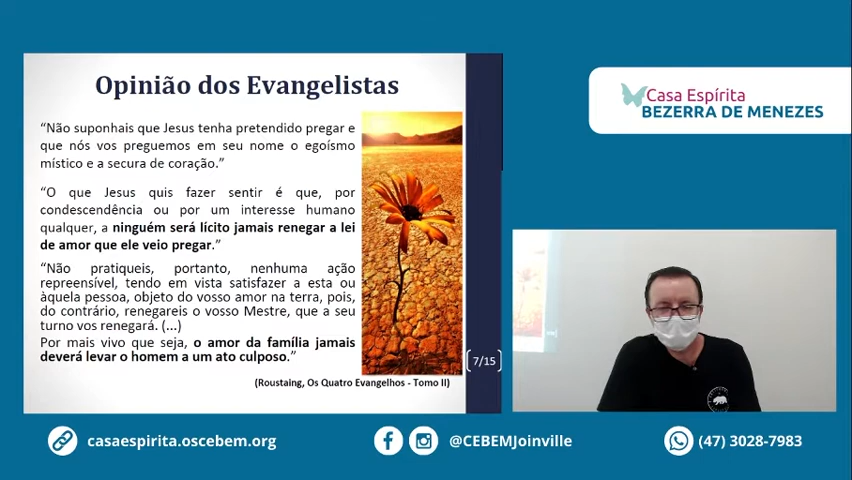 Opinião dos Evangelistas
“Não suponhais que Jesus tenha pretendido pregar e
que nós vos preguemos em seu nome o egoísmo
místico e a secura de coração.”
“O que Jesus quis fazer sentir é que, por
condescendência ou por um interesse humano
qualquer, a ninguém será lícito jamais renegar a lei
de amor que ele veio pregar.”
“Não pratiqueis, portanto, nenhuma ação
repreensível, tendo em vista satisfazer a esta ou
àquela pessoa, objeto do vosso amor na terra, pois,
do contrário, renegareis o vosso Mestre, que a seu
turno vos renegará. (...)
Por mais vivo que seja, o amor da família jamais
deverá levar o homem a um ato culposo.”
(Roustaing, Os Quatro Evangelhos - Tomo II)
7/15
Casa Espírita
BEZERRA DE MENEZES
casaespirita.oscebem.org
@CEBEMJoinville
(47) 3028-7983